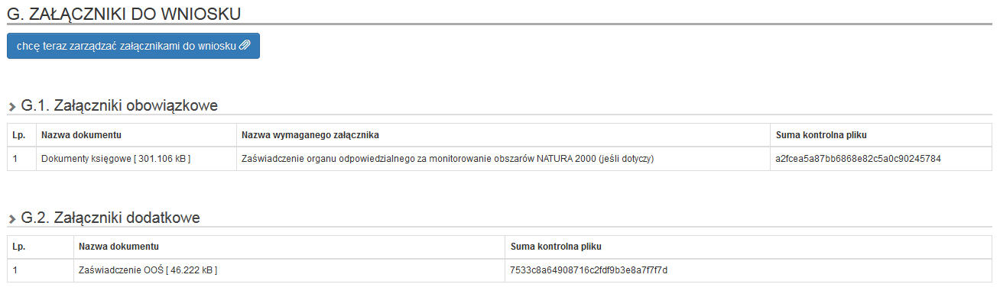 G. ZAŁĄCZNIKI DO WNIOSKU
chcę teraz zarządzać załącznikami do wniosku
G.1. Załączniki obowiązkowe
Lp. Nazwa dokumentu Nazwa wymaganego załącznika Suma kontrolna pliku
1 Dokumenty księgowe [ 301.106 kB ] Zaświadczenie organu odpowiedzialnego za monitorowanie obszarów NATURA 2000 (jeśli dotyczy) a2fcea5a87bb6868e82c5a0c90245784
G.2. Załączniki dodatkowe
Lp. Nazwa dokumentu Suma kontrolna pliku
1 Zaświadczenie OOŚ [ 46.222 kB ] 7533c8a64908716c2fdf9b3e8a7f7f7d